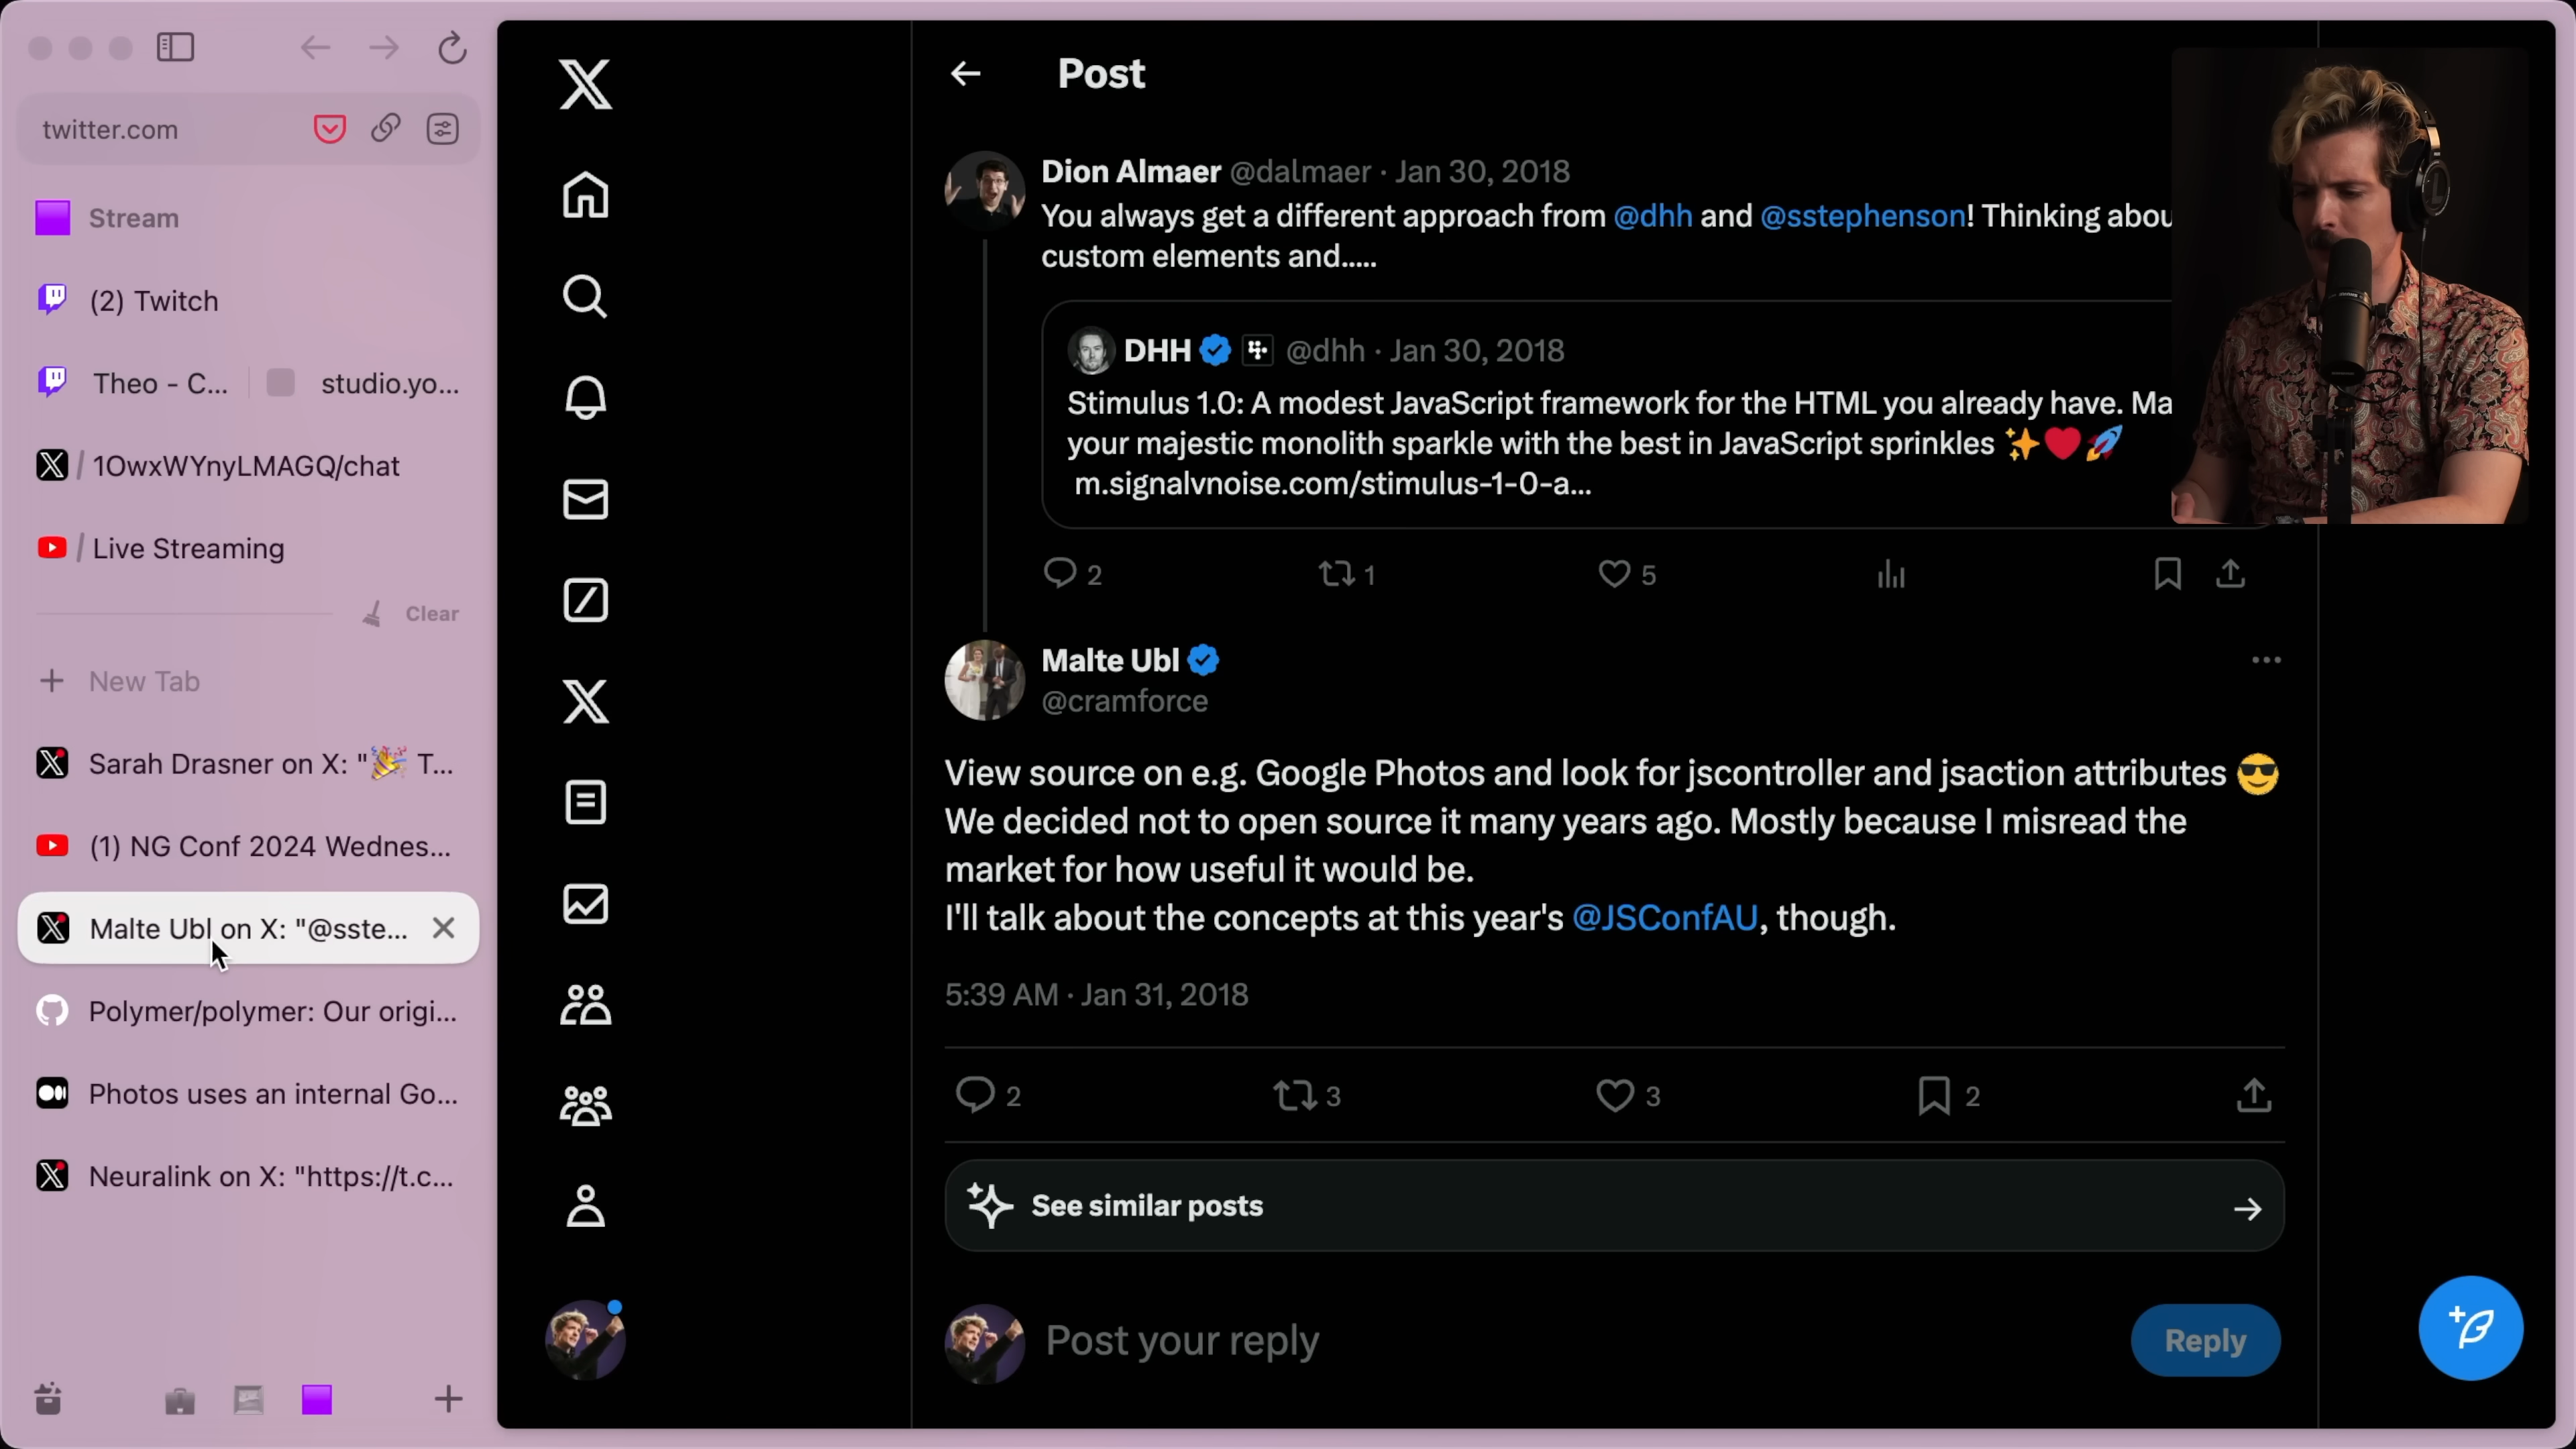 twitter.com
Stream
(2) Twitch
Theo - C...
studio.yo...
/ 1OwxWYnyLMAGQ/chat
/ Live Streaming
Clear
New Tab
Sarah Drasner on X: "🎉 T...
(1) NG Conf 2024 Wednes...
Malte Ubl on X: "@sste...
Polymer/polymer: Our origi...
Photos uses an internal Go...
Neuralink on X: "https://t.c...
Post
Dion Almaer @dalmaer · Jan 30, 2018
You always get a different approach from @dhh and @sstephenson! Thinking
custom elements and.....
DHH @dhh · Jan 30, 2018
Stimulus 1.0: A modest JavaScript framework for the HTML you already have.
your majestic monolith sparkle with the best in JavaScript sprinkles ✨❤️🚀
m.signalvnoise.com/stimulus-1-0-a...
2 1 5
Malte Ubl
@cramforce
View source on e.g. Google Photos and look for jscontroller and jsaction attributes 😎
We decided not to open source it many years ago. Mostly because I misread the
market for how useful it would be.
I'll talk about the concepts at this year's @JSConfAU, though.
5:39 AM · Jan 31, 2018
2 3 3 2
See similar posts
Post your reply
Reply